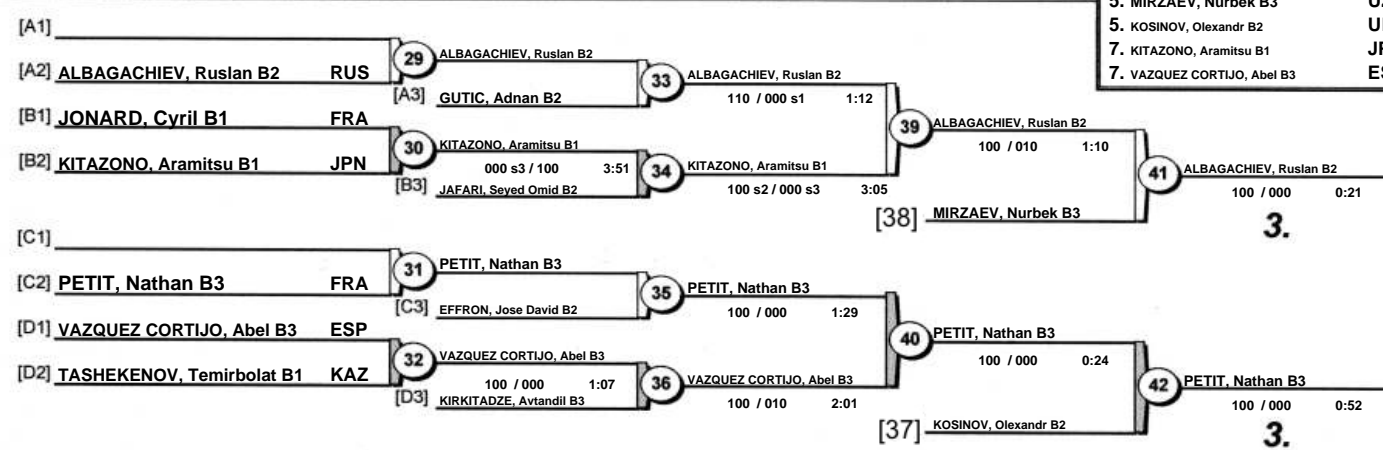 5. MIRZAEV, Nurbek B3
5. KOSINOV, Olexandr B2
7. KITAZONO, Aramitsu B1
7. VAZQUEZ CORTIJO, Abel B3
[A1]
[A2] ALBAGACHIEV, Ruslan B2 RUS
29
ALBAGACHIEV, Ruslan B2
[A3] GUTIC, Adnan B2
33
ALBAGACHIEV, Ruslan B2
110 / 000 s1 1:12
[B1] JONARD, Cyril B1 FRA
[B2] KITAZONO, Aramitsu B1 JPN
30
KITAZONO, Aramitsu B1
000 s3 / 100 3:51
[B3] JAFARI, Seyed Omid B2
34
KITAZONO, Aramitsu B1
100 s2 / 000 s3 3:05
39
ALBAGACHIEV, Ruslan B2
100 / 010 1:10
[38] MIRZAEV, Nurbek B3
41
ALBAGACHIEV, Ruslan B2
100 / 000 0:21
3.
[C1]
[C2] PETIT, Nathan B3 FRA
31
PETIT, Nathan B3
[C3] EFFRON, Jose David B2
35
PETIT, Nathan B3
100 / 000 1:29
[D1] VAZQUEZ CORTIJO, Abel B3 ESP
[D2] TASHEKENOV, Temirbolat B1 KAZ
32
VAZQUEZ CORTIJO, Abel B3
100 / 000 1:07
[D3] KIRKITADZE, Avtandil B3
36
VAZQUEZ CORTIJO, Abel B3
100 / 010 2:01
40
PETIT, Nathan B3
100 / 000 0:24
[37] KOSINOV, Olexandr B2
42
PETIT, Nathan B3
100 / 000 0:52
3.